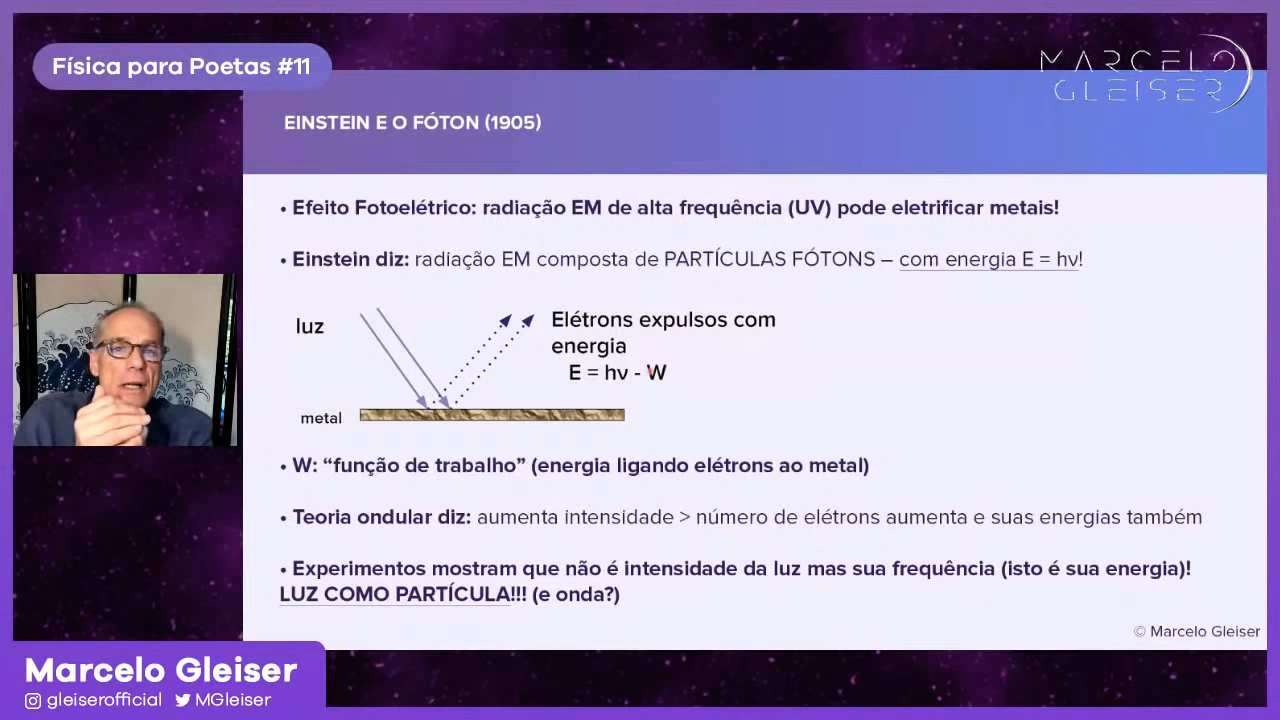 Física para Poetas #11
MARCELO
GLEISER
EINSTEIN E O FÓTON (1905)
• Efeito Fotoelétrico: radiação EM de alta frequência (UV) pode eletrificar metais!
• Einstein diz: radiação EM composta de PARTÍCULAS FÓTONS – com energia E = hν!
luz
Elétrons expulsos com
energia
E = hν - W
metal
• W: “função de trabalho” (energia ligando elétrons ao metal)
• Teoria ondular diz: aumenta intensidade > número de elétrons aumenta e suas energias também
• Experimentos mostram que não é intensidade da luz mas sua frequência (isto é sua energia)!
LUZ COMO PARTÍCULA!!! (e onda?)
© Marcelo Gleiser
Marcelo Gleiser
gleiserofficial MGleiser